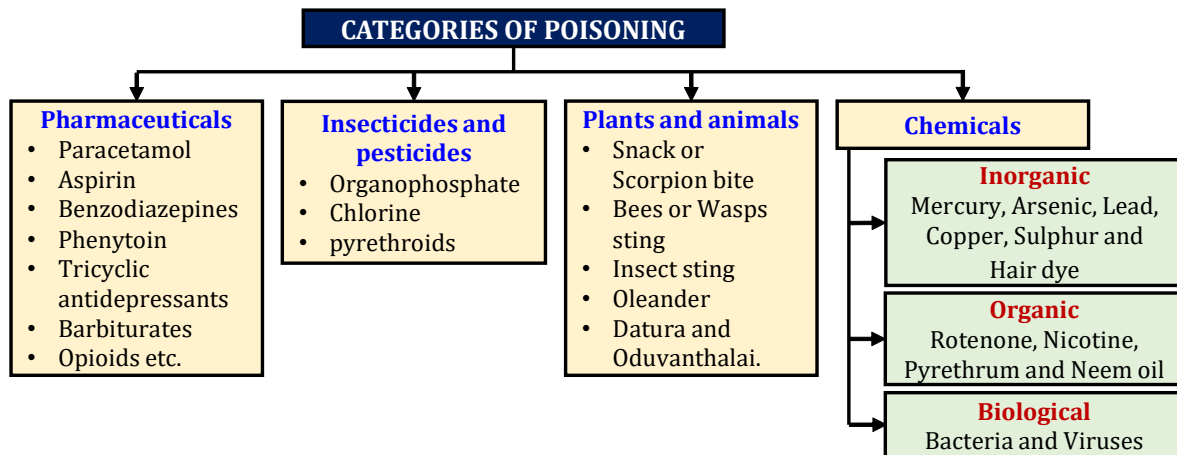 CATEGORIES OF POISONING
Pharmaceuticals
• Paracetamol
• Aspirin
• Benzodiazepines
• Phenytoin
• Tricyclic
antidepressants
• Barbiturates
• Opioids etc.
Insecticides and
pesticides
• Organophosphate
• Chlorine
• pyrethroids
Plants and animals
• Snack or
Scorpion bite
• Bees or Wasps
sting
• Insect sting
• Oleander
• Datura and
Oduvanthalai.
Chemicals
Inorganic
Mercury, Arsenic, Lead,
Copper, Sulphur and
Hair dye
Organic
Rotenone, Nicotine,
Pyrethrum and Neem oil
Biological
Bacteria and Viruses